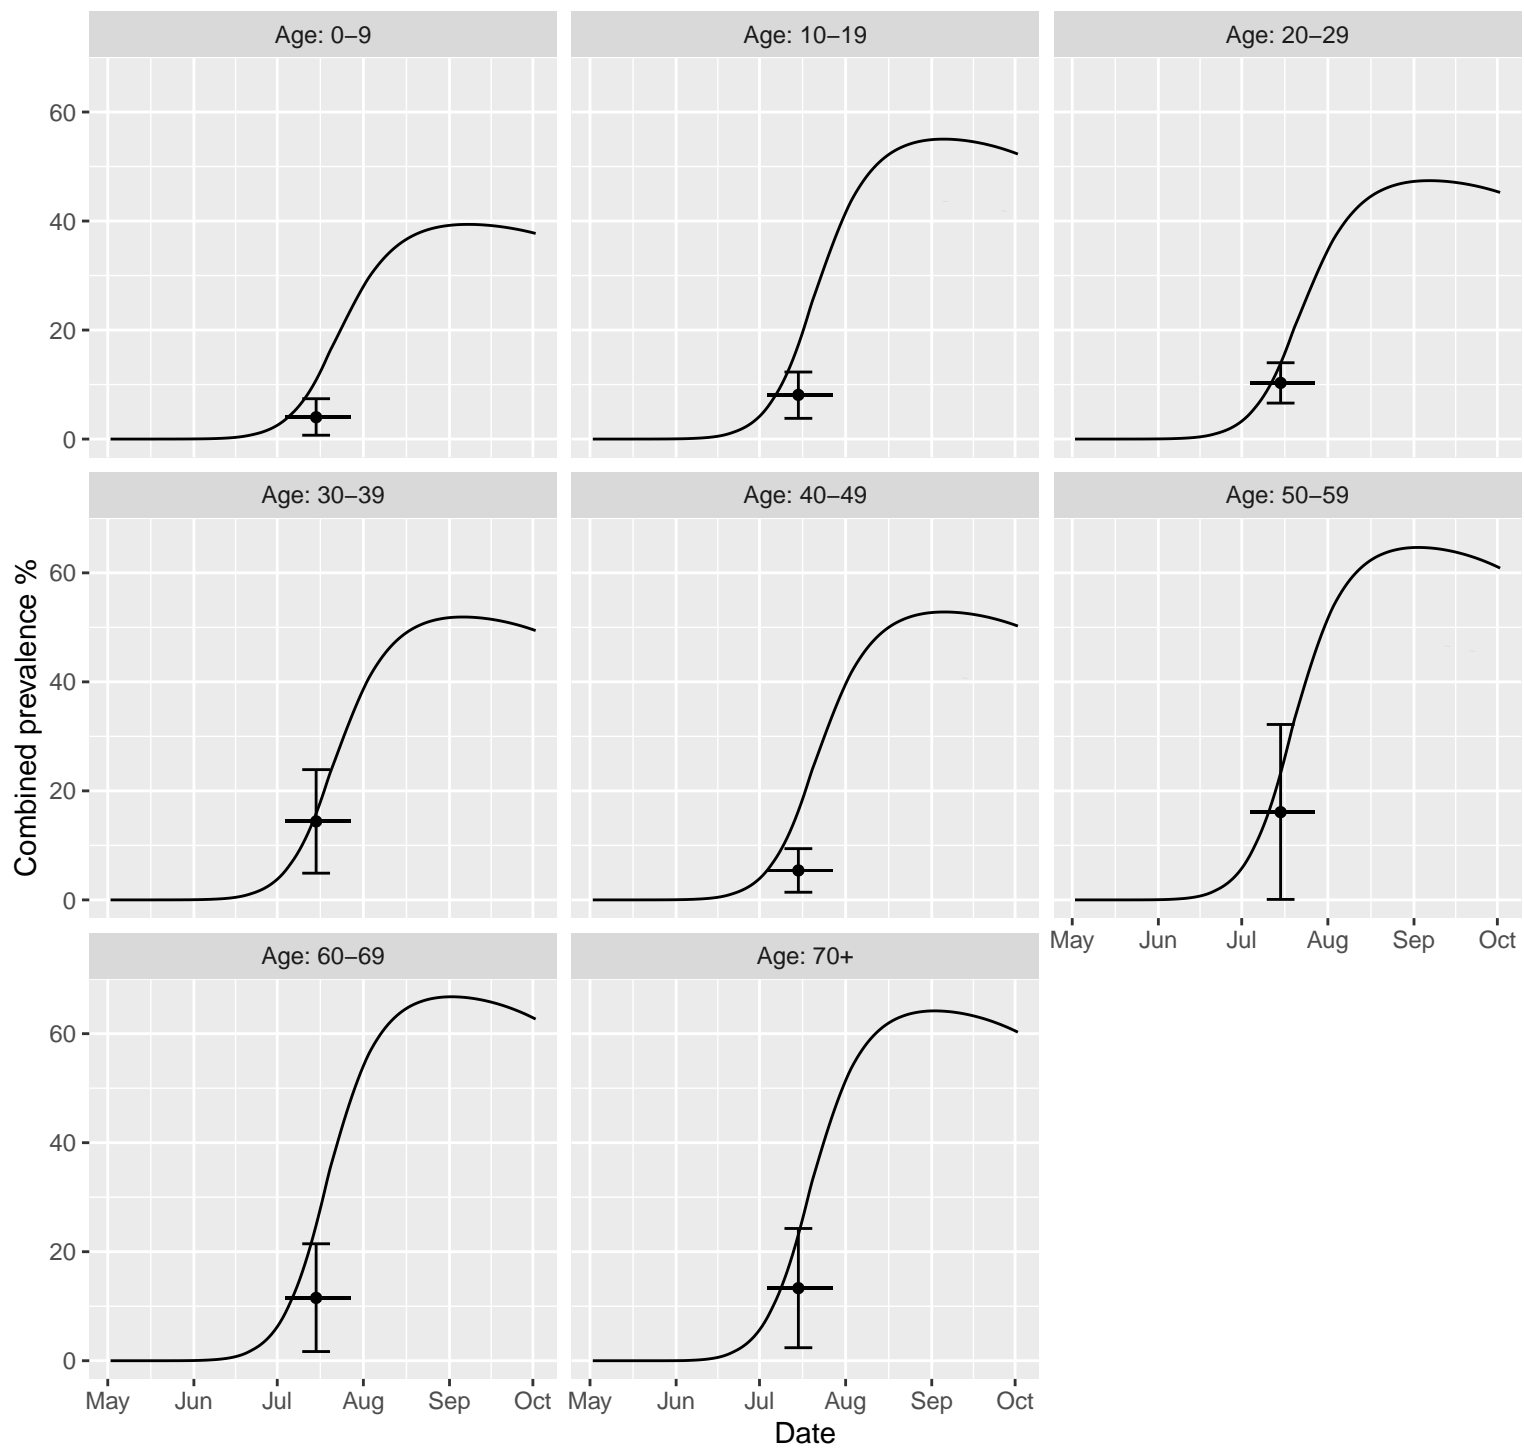 Age: 0–9
Age: 10–19
Age: 20–29
60
40
20
0
Age: 30–39
Age: 40–49
Age: 50–59
60
40
20
0
Combined prevalence %
May Jun Jul Aug Sep Oct
Age: 60–69
Age: 70+
60
40
20
0
May Jun Jul Aug Sep Oct
May Jun Jul Aug Sep Oct
Date